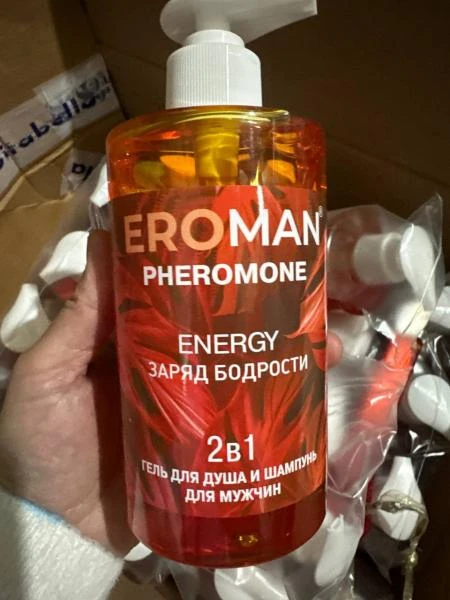 EROMAN®
PHEROMONE
ENERGY
ЗАРЯД БОДРОСТИ
2в1
ГЕЛЬ ДЛЯ ДУША И ШАМПУНЬ
ДЛЯ МУЖЧИН